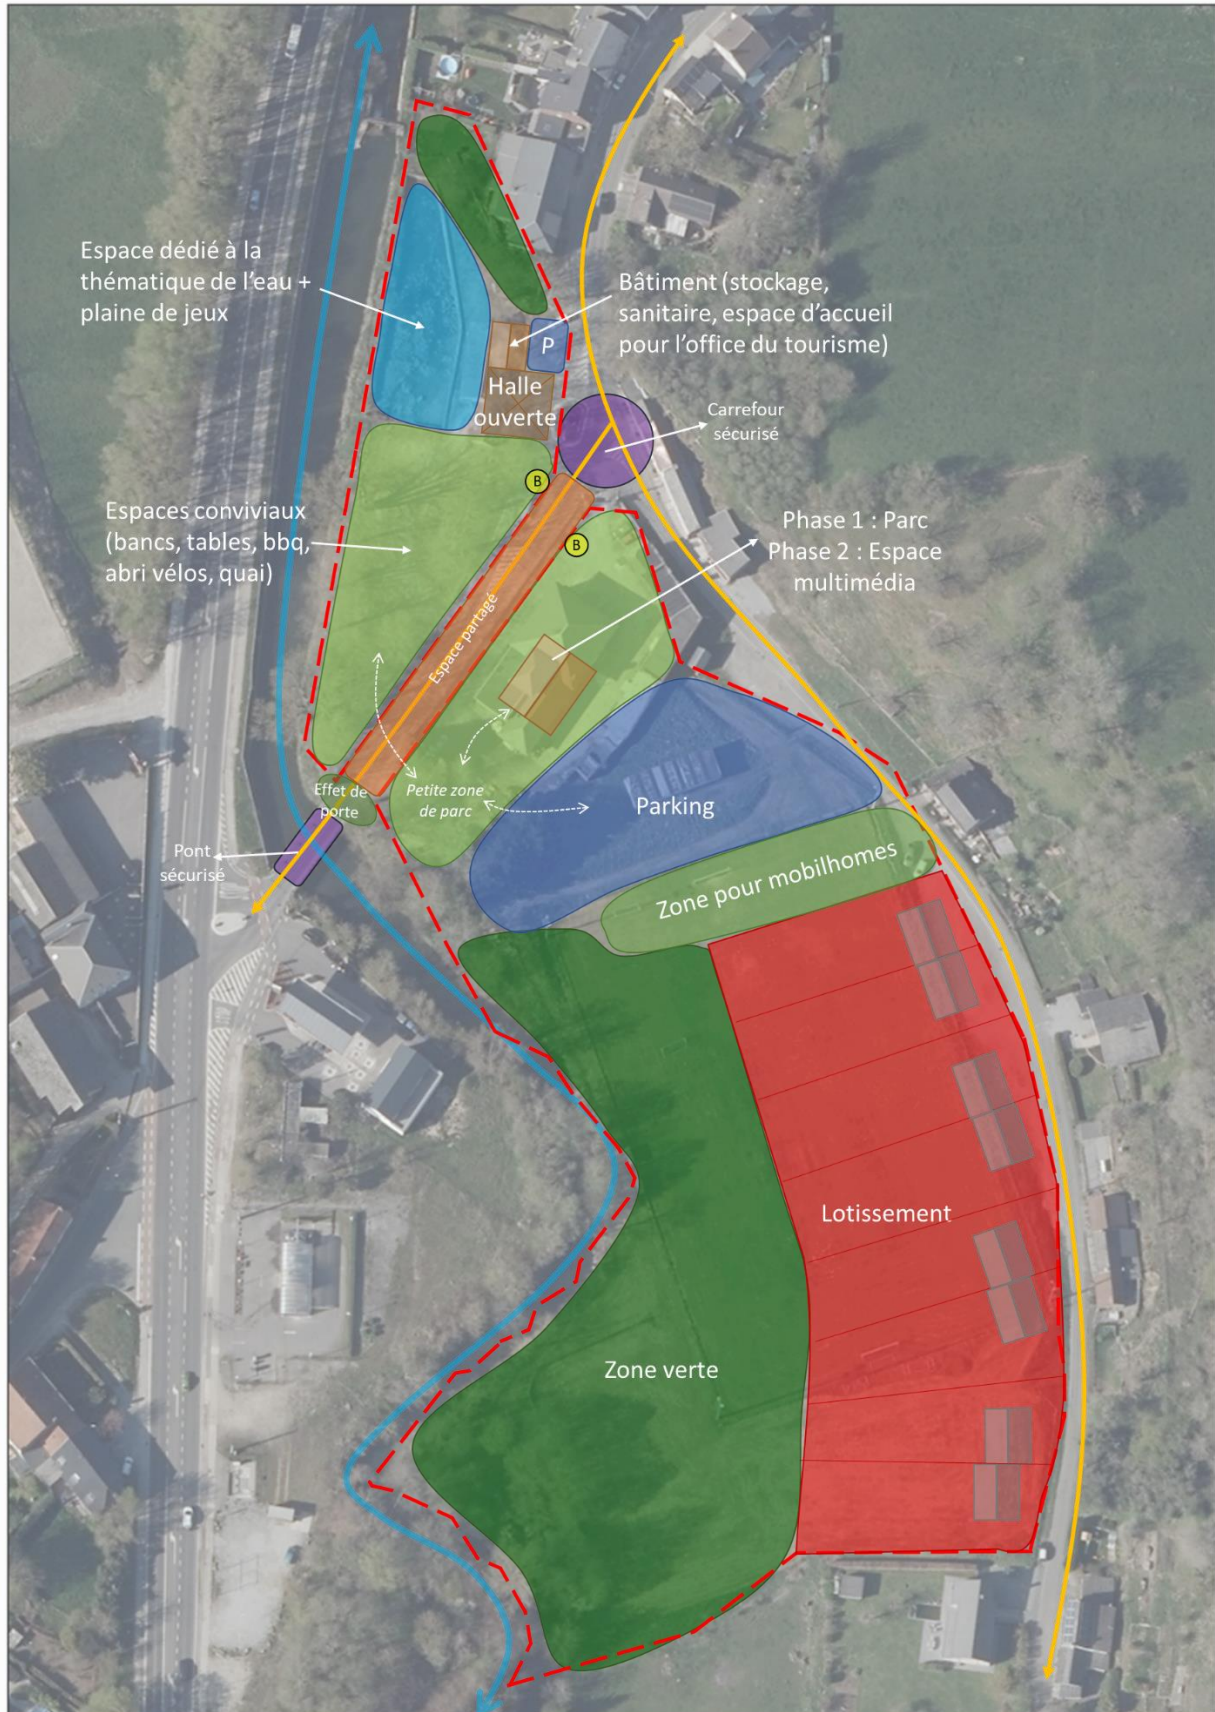 Espace dédié à la
thématique de l'eau +
plaine de jeux
Bâtiment (stockage,
sanitaire, espace d'accueil
pour l'office du tourisme)
P
Halle
ouverte
Carrefour
sécurisé
B
Espaces conviviaux
(bancs, tables, bbq,
abri vélos, quai)
Phase 1 : Parc
Phase 2 : Espace
multimédia
B
Espace partagé
Effet de
porte
Petite zone
de parc
Parking
Pont
sécurisé
Zone pour mobilhomes
Lotissement
Zone verte